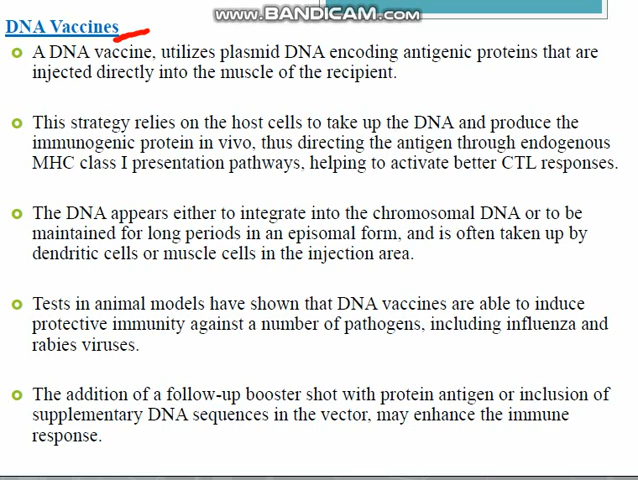 www.BANDICAM.com
DNA Vaccines
A DNA vaccine, utilizes plasmid DNA encoding antigenic proteins that are
injected directly into the muscle of the recipient.
This strategy relies on the host cells to take up the DNA and produce the
immunogenic protein in vivo, thus directing the antigen through endogenous
MHC class I presentation pathways, helping to activate better CTL responses.
The DNA appears either to integrate into the chromosomal DNA or to be
maintained for long periods in an episomal form, and is often taken up by
dendritic cells or muscle cells in the injection area.
Tests in animal models have shown that DNA vaccines are able to induce
protective immunity against a number of pathogens, including influenza and
rabies viruses.
The addition of a follow-up booster shot with protein antigen or inclusion of
supplementary DNA sequences in the vector, may enhance the immune
response.